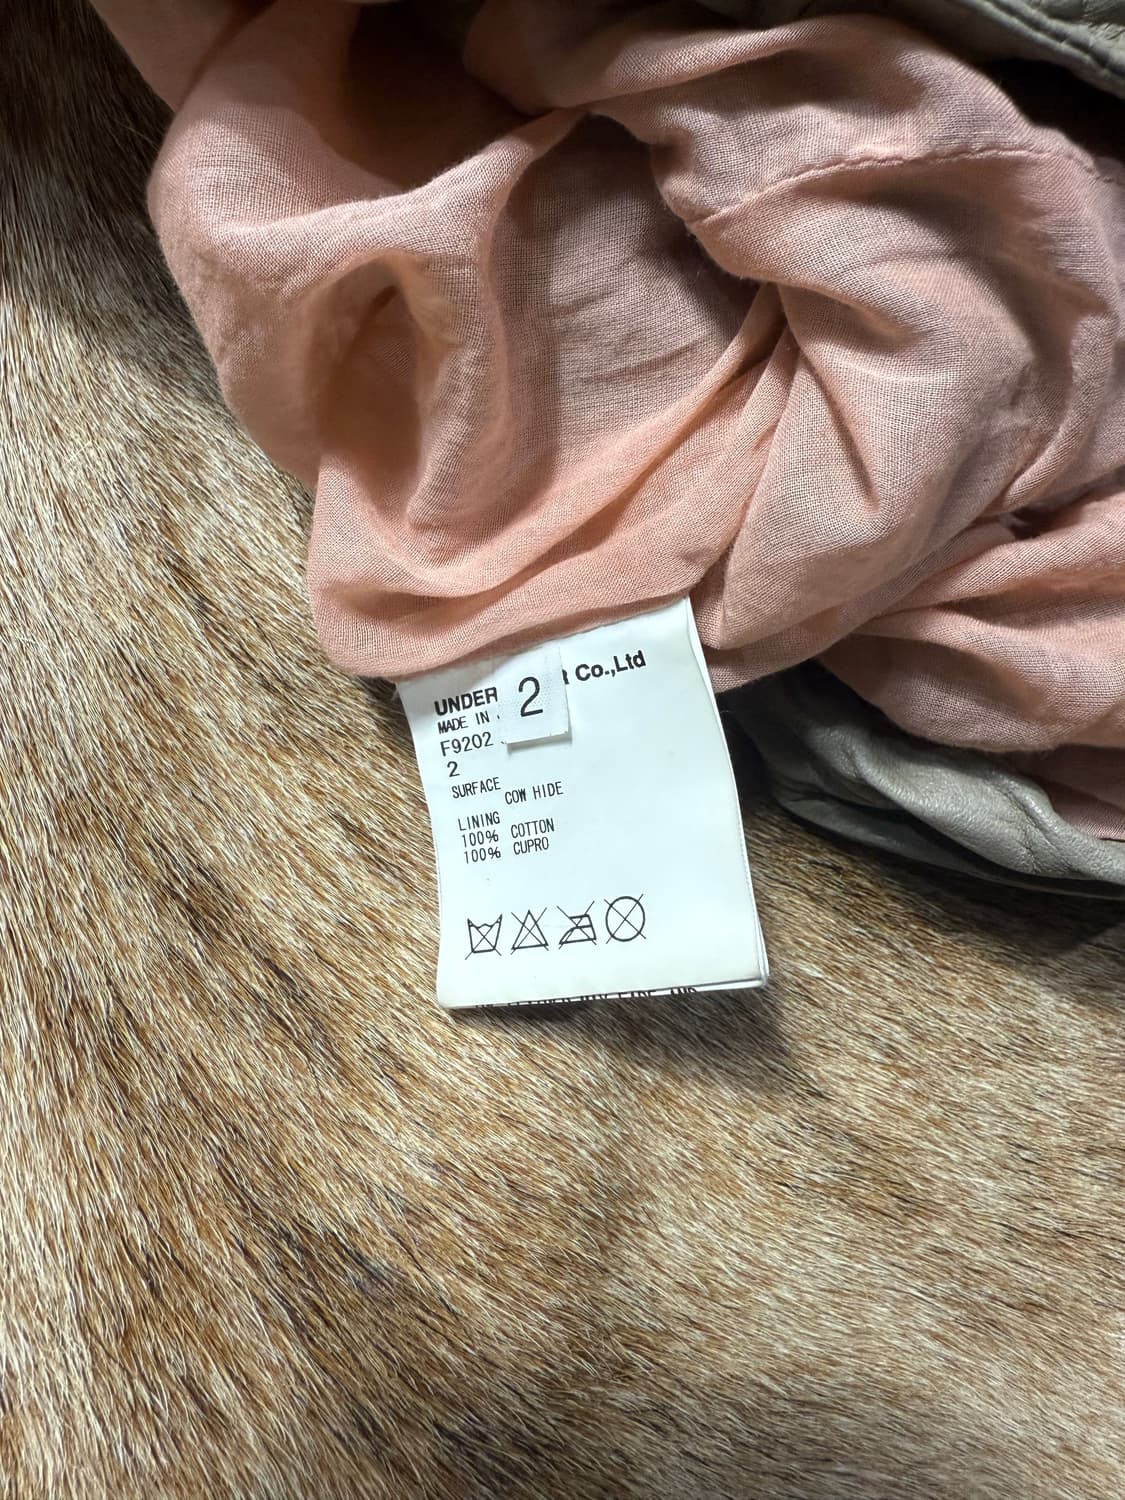 UNDER Co.,Ltd
2
MADE IN
F9202
2
SURFACE
COW HIDE
LINING
100% COTTON
100% CUPRO